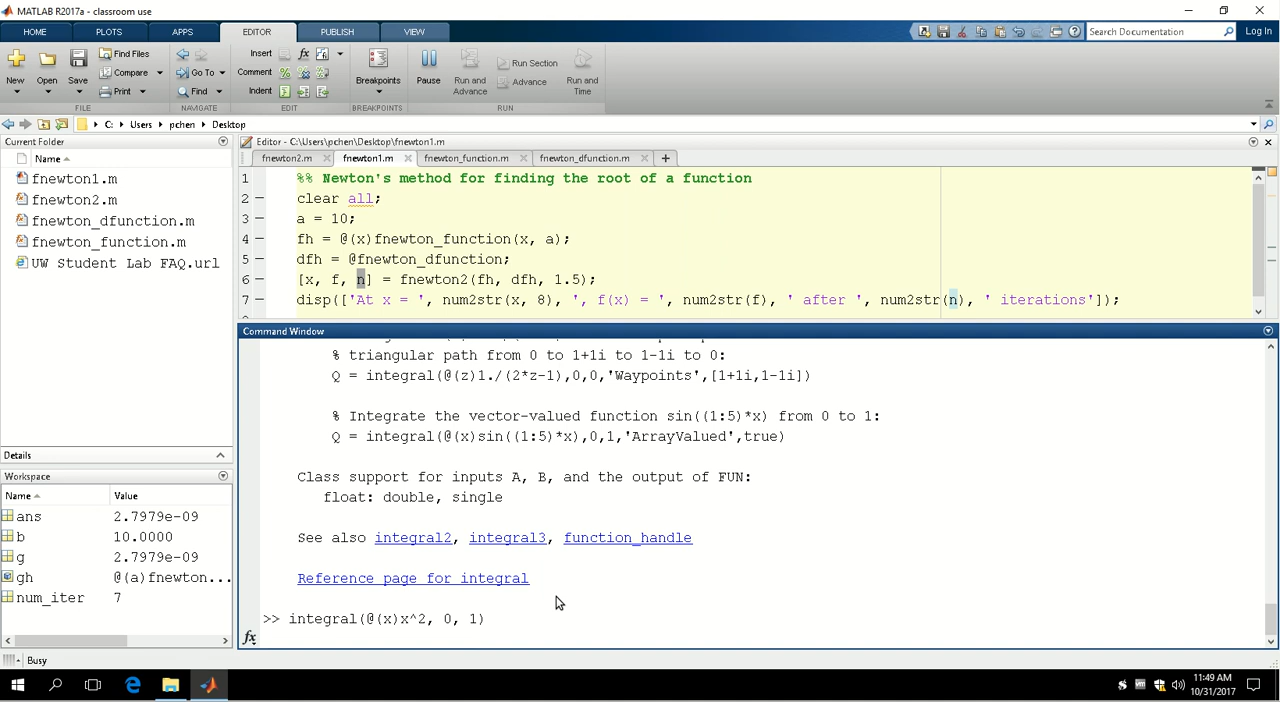 MATLAB R2017a - classroom use
HOME PLOTS APPS EDITOR PUBLISH VIEW
Search Documentation Log In
New Open Save Find Files Compare Print
Go To Find
Insert fx
Comment
Indent
Breakpoints Pause Run and Advance Run Section Advance Run and Time
FILE NAVIGATE EDIT BREAKPOINTS RUN
C: Users pchen Desktop
Current Folder
Name
fnewton1.m
fnewton2.m
newton_dfunction.m
fnewton_function.m
UW Student Lab FAQ.url
Details
Workspace
Name Value
ans 2.7979e-09
b 10.0000
g 2.7979e-09
gh @(a)fnewton...
num_iter 7
Editor - C:\Users\pchen\Desktop\fnewton1.m
fnewton2.m fnewton1.m fnewton_function.m fnewton_dfunction.m
1 %% Newton's method for finding the root of a function
2 clear all;
3 a = 10;
4 fh = @(x)fnewton_function(x, a);
5 dfh = @fnewton_dfunction;
6 [x, f, n] = fnewton2(fh, dfh, 1.5);
7 disp(['At x = ', num2str(x, 8), ', f(x) = ', num2str(f), ' after ', num2str(n), ' iterations']);
Command Window
% triangular path from 0 to 1+1i to 1-1i to 0:
Q = integral(@(z)1./(2*z-1),0,0,'Waypoints',[1+1i,1-1i])
% Integrate the vector-valued function sin((1:5)*x) from 0 to 1:
Q = integral(@(x)sin((1:5)*x),0,1,'ArrayValued',true)
Class support for inputs A, B, and the output of FUN:
float: double, single
See also integral2, integral3, function_handle
Reference page for integral
>> integral(@(x)x^2, 0, 1)
fx
Busy
11:49 AM
10/31/2017